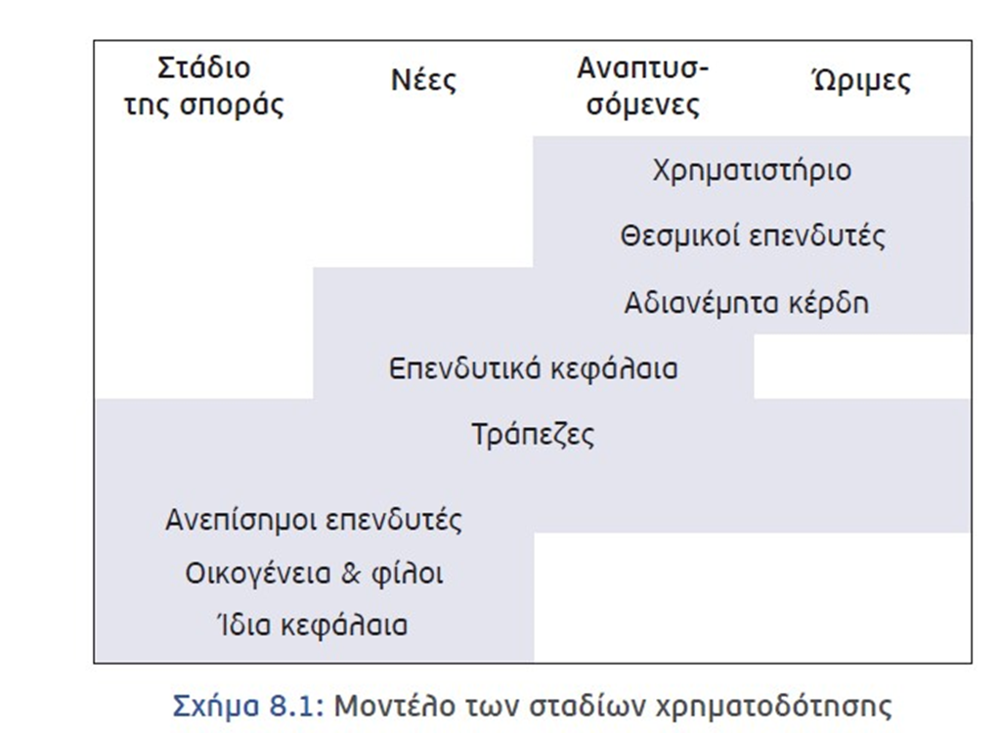 Στάδιο
της σποράς
Νέες
Αναπτυσ-
σόμενες
Ώριμες
Χρηματιστήριο
Θεσμικοί επενδυτές
Αδιανέμητα κέρδη
Επενδυτικά κεφάλαια
Τράπεζες
Ανεπίσημοι επενδυτές
Οικογένεια & φίλοι
Ίδια κεφάλαια
Σχήμα 8.1: Μοντέλο των σταδίων χρηματοδότησης